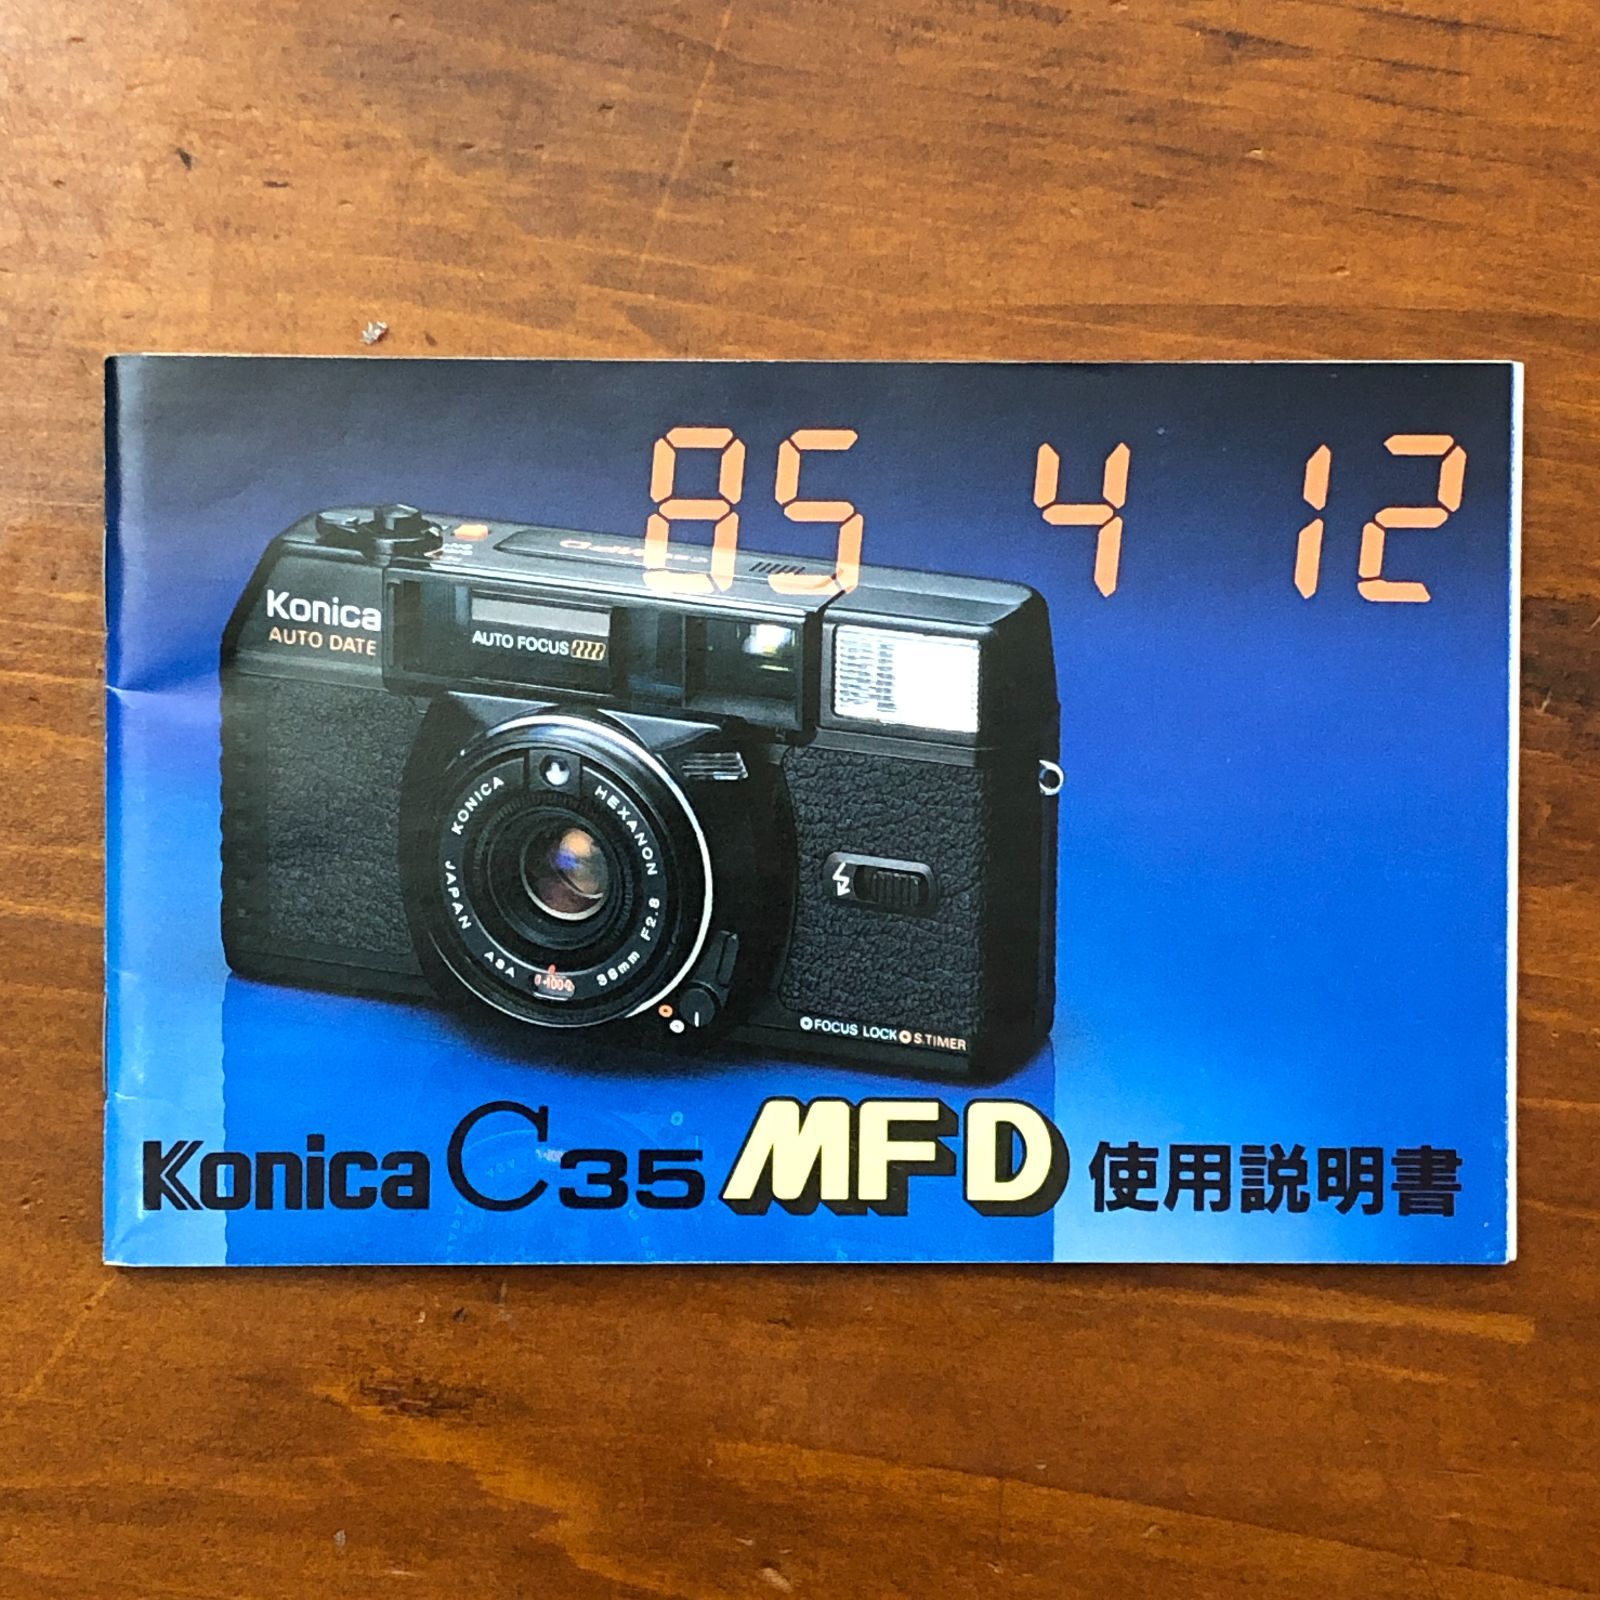 85 4 12
Konica
AUTO DATE
AUTO FOCUS
KONICA HEXANON F2.8 38mm ASA JAPAN
100
FOCUS LOCK S.TIMER
Konica C35 MFD 使用説明書